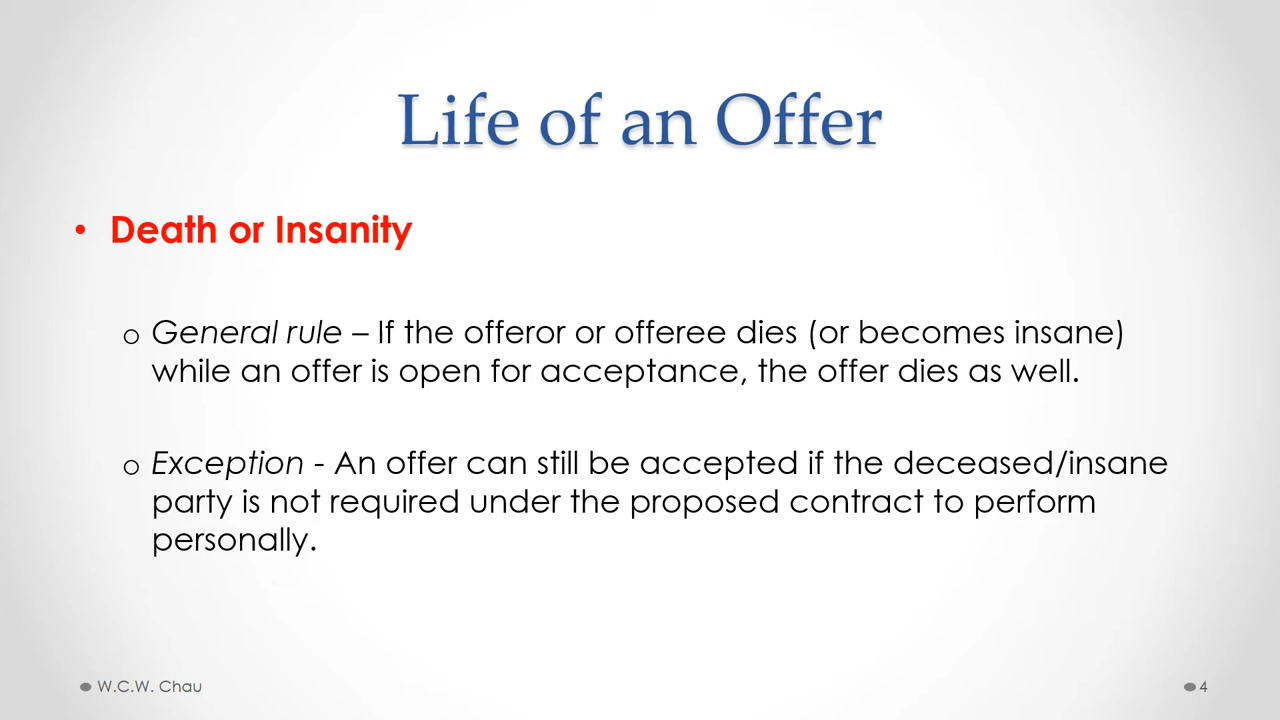 Life of an Offer
• Death or Insanity
o General rule – If the offeror or offeree dies (or becomes insane)
while an offer is open for acceptance, the offer dies as well.
o Exception - An offer can still be accepted if the deceased/insane
party is not required under the proposed contract to perform
personally.
W.C.W. Chau
4